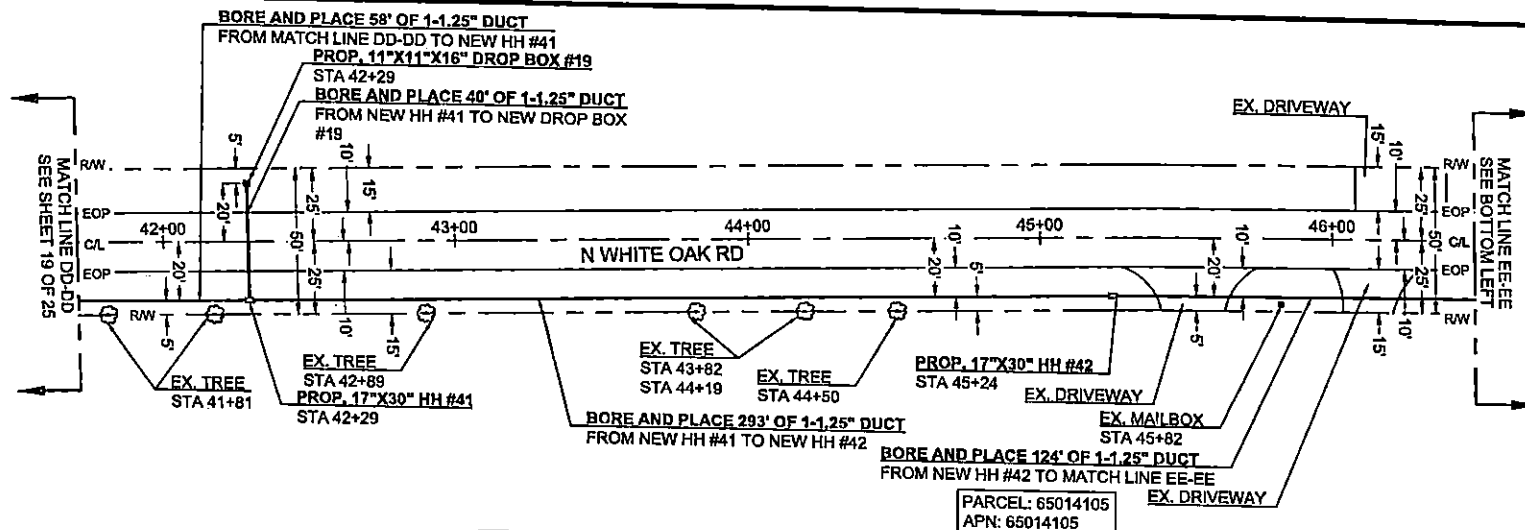 BORE AND PLACE 58' OF 1-1.25" DUCT
FROM MATCH LINE DD-DD TO NEW HH #41
PROP. 11"X11"X16" DROP BOX #19
STA 42+29
BORE AND PLACE 40' OF 1-1.25" DUCT
FROM NEW HH #41 TO NEW DROP BOX
#19
EX. DRIVEWAY
MATCH LINE DD-DD
SEE SHEET 19 OF 25
R/W
EOP
C/L
EOP
R/W
5'
20'
20'
5'
50'
25'
25'
10'
10'
15'
15'
42+00
43+00
44+00
45+00
46+00
N WHITE OAK RD
20'
10'
5'
20'
5'
10'
15'
10'
25'
25'
50'
15'
10'
R/W
EOP
C/L
EOP
R/W
MATCH LINE EE-EE
SEE BOTTOM LEFT
EX. TREE
STA 41+81
EX. TREE
STA 42+89
PROP. 17"X30" HH #41
STA 42+29
EX. TREE
STA 43+82
STA 44+19
EX. TREE
STA 44+50
PROP. 17"X30" HH #42
STA 45+24
EX. DRIVEWAY
EX. MAILBOX
STA 45+82
BORE AND PLACE 293' OF 1-1.25" DUCT
FROM NEW HH #41 TO NEW HH #42
BORE AND PLACE 124' OF 1-1.25" DUCT
FROM NEW HH #42 TO MATCH LINE EE-EE
EX. DRIVEWAY
PARCEL: 65014105
APN: 65014105